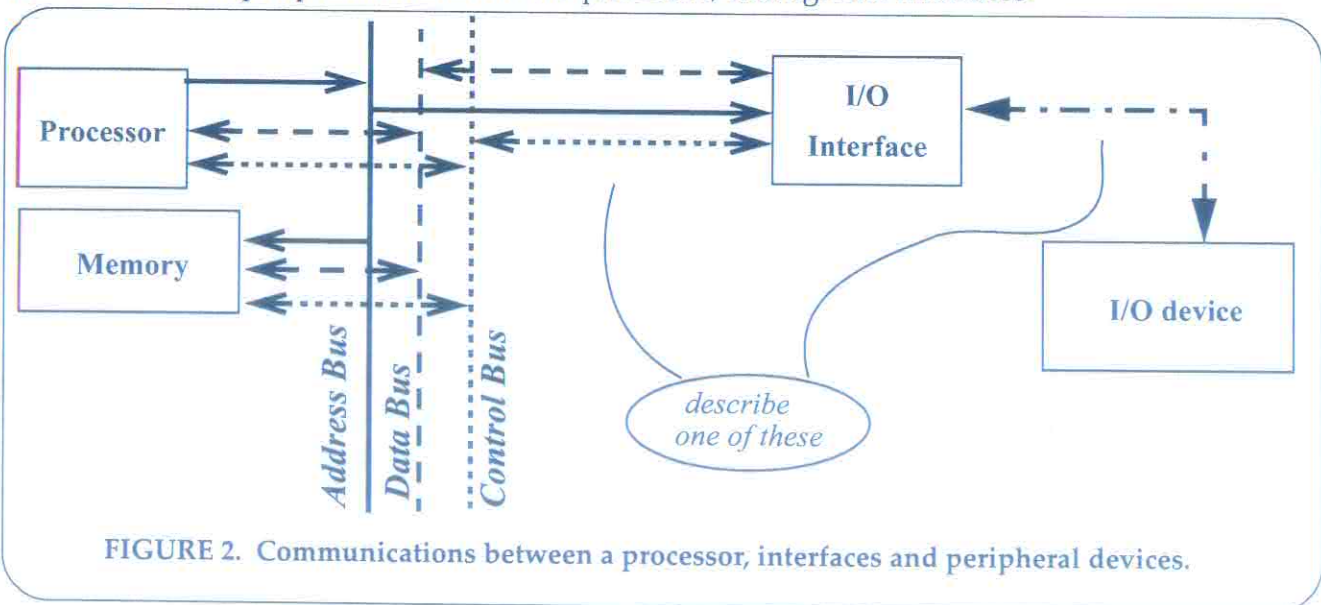 Processor
Memory
I/O
Interface
I/O device
Address Bus
Data Bus
Control Bus
describe
one of these
FIGURE 2. Communications between a processor, interfaces and peripheral devices.